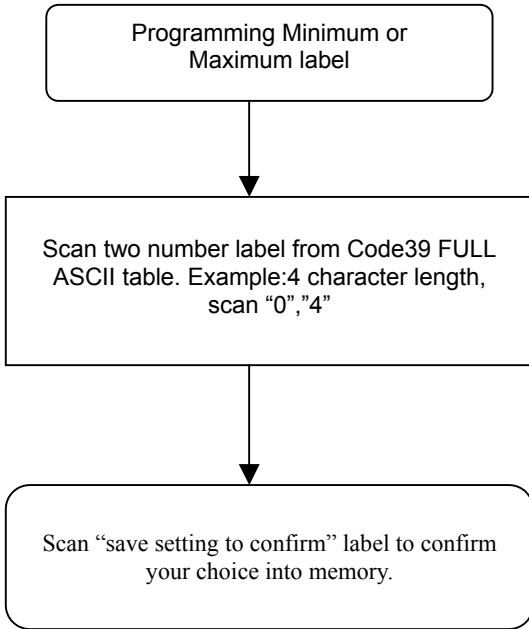 Programming Minimum or
Maximum label
Scan two number label from Code39 FULL
ASCII table. Example:4 character length,
scan “0”,”4”
Scan “save setting to confirm” label to confirm
your choice into memory.